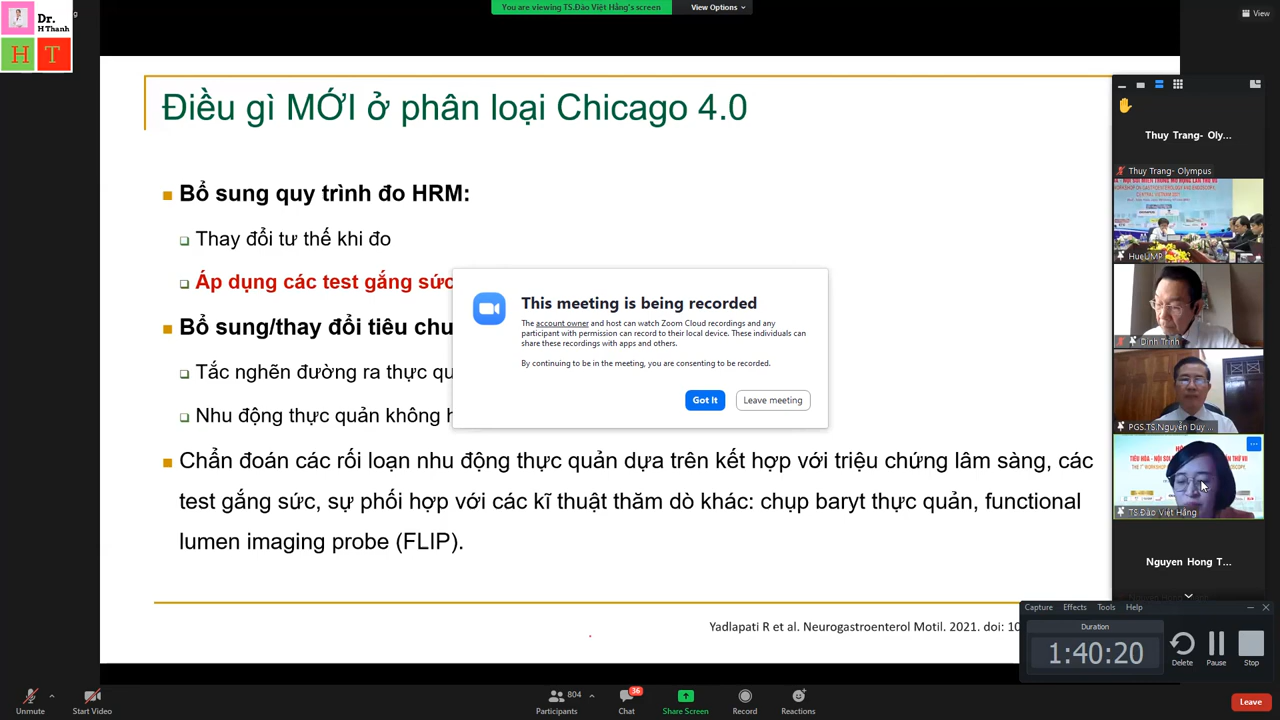 Dr.
H Thanh
H T
You are viewing TS.Đào Việt Hằng's screen
View Options
View
Điều gì MỚI ở phân loại Chicago 4.0
Bổ sung quy trình đo HRM:
Thay đổi tư thế khi đo
Áp dụng các test gắng sức
Bổ sung/thay đổi tiêu chu
Tắc nghẽn đường ra thực qu
Nhu động thực quản không h
Chẩn đoán các rối loạn nhu động thực quản dựa trên kết hợp với triệu chứng lâm sàng, các
test gắng sức, sự phối hợp với các kĩ thuật thăm dò khác: chụp baryt thực quản, functional
lumen imaging probe (FLIP).
Yadlapati R et al. Neurogastroenterol Motil. 2021. doi: 10
This meeting is being recorded
The account owner and host can watch Zoom Cloud recordings and any
participant with permission can record to their local device. These individuals can
share these recordings with apps and others.
By continuing to be in the meeting, you are consenting to be recorded.
Got It
Leave meeting
Thuy Trang- Oly...
Thuy Trang- Olympus
HueUMP
Dinh Trinh
PGS.TS.Nguyễn Duy ...
TS.Đào Việt Hằng
Nguyen Hong T...
Capture Effects Tools Help
Duration
1:40:20
Delete
Pause
Stop
Unmute
Start Video
804
Participants
36
Chat
Share Screen
Record
Reactions
Leave